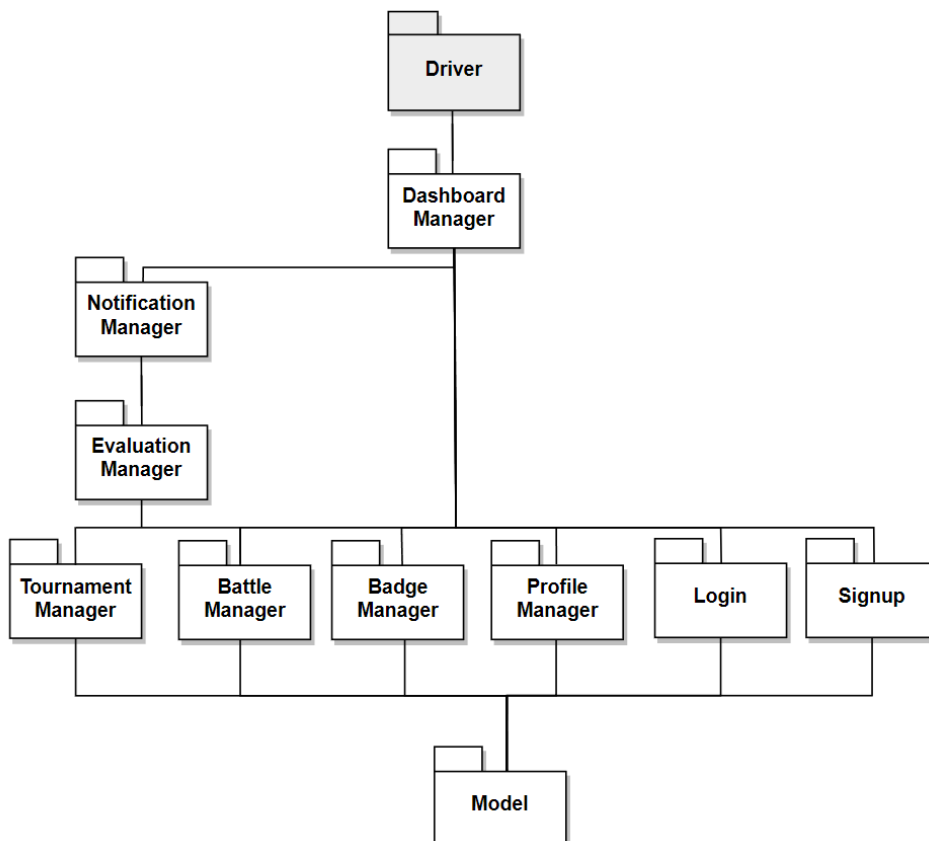 Driver
Dashboard
Manager
Notification
Manager
Evaluation
Manager
Tournament
Manager
Battle
Manager
Badge
Manager
Profile
Manager
Login
Signup
Model